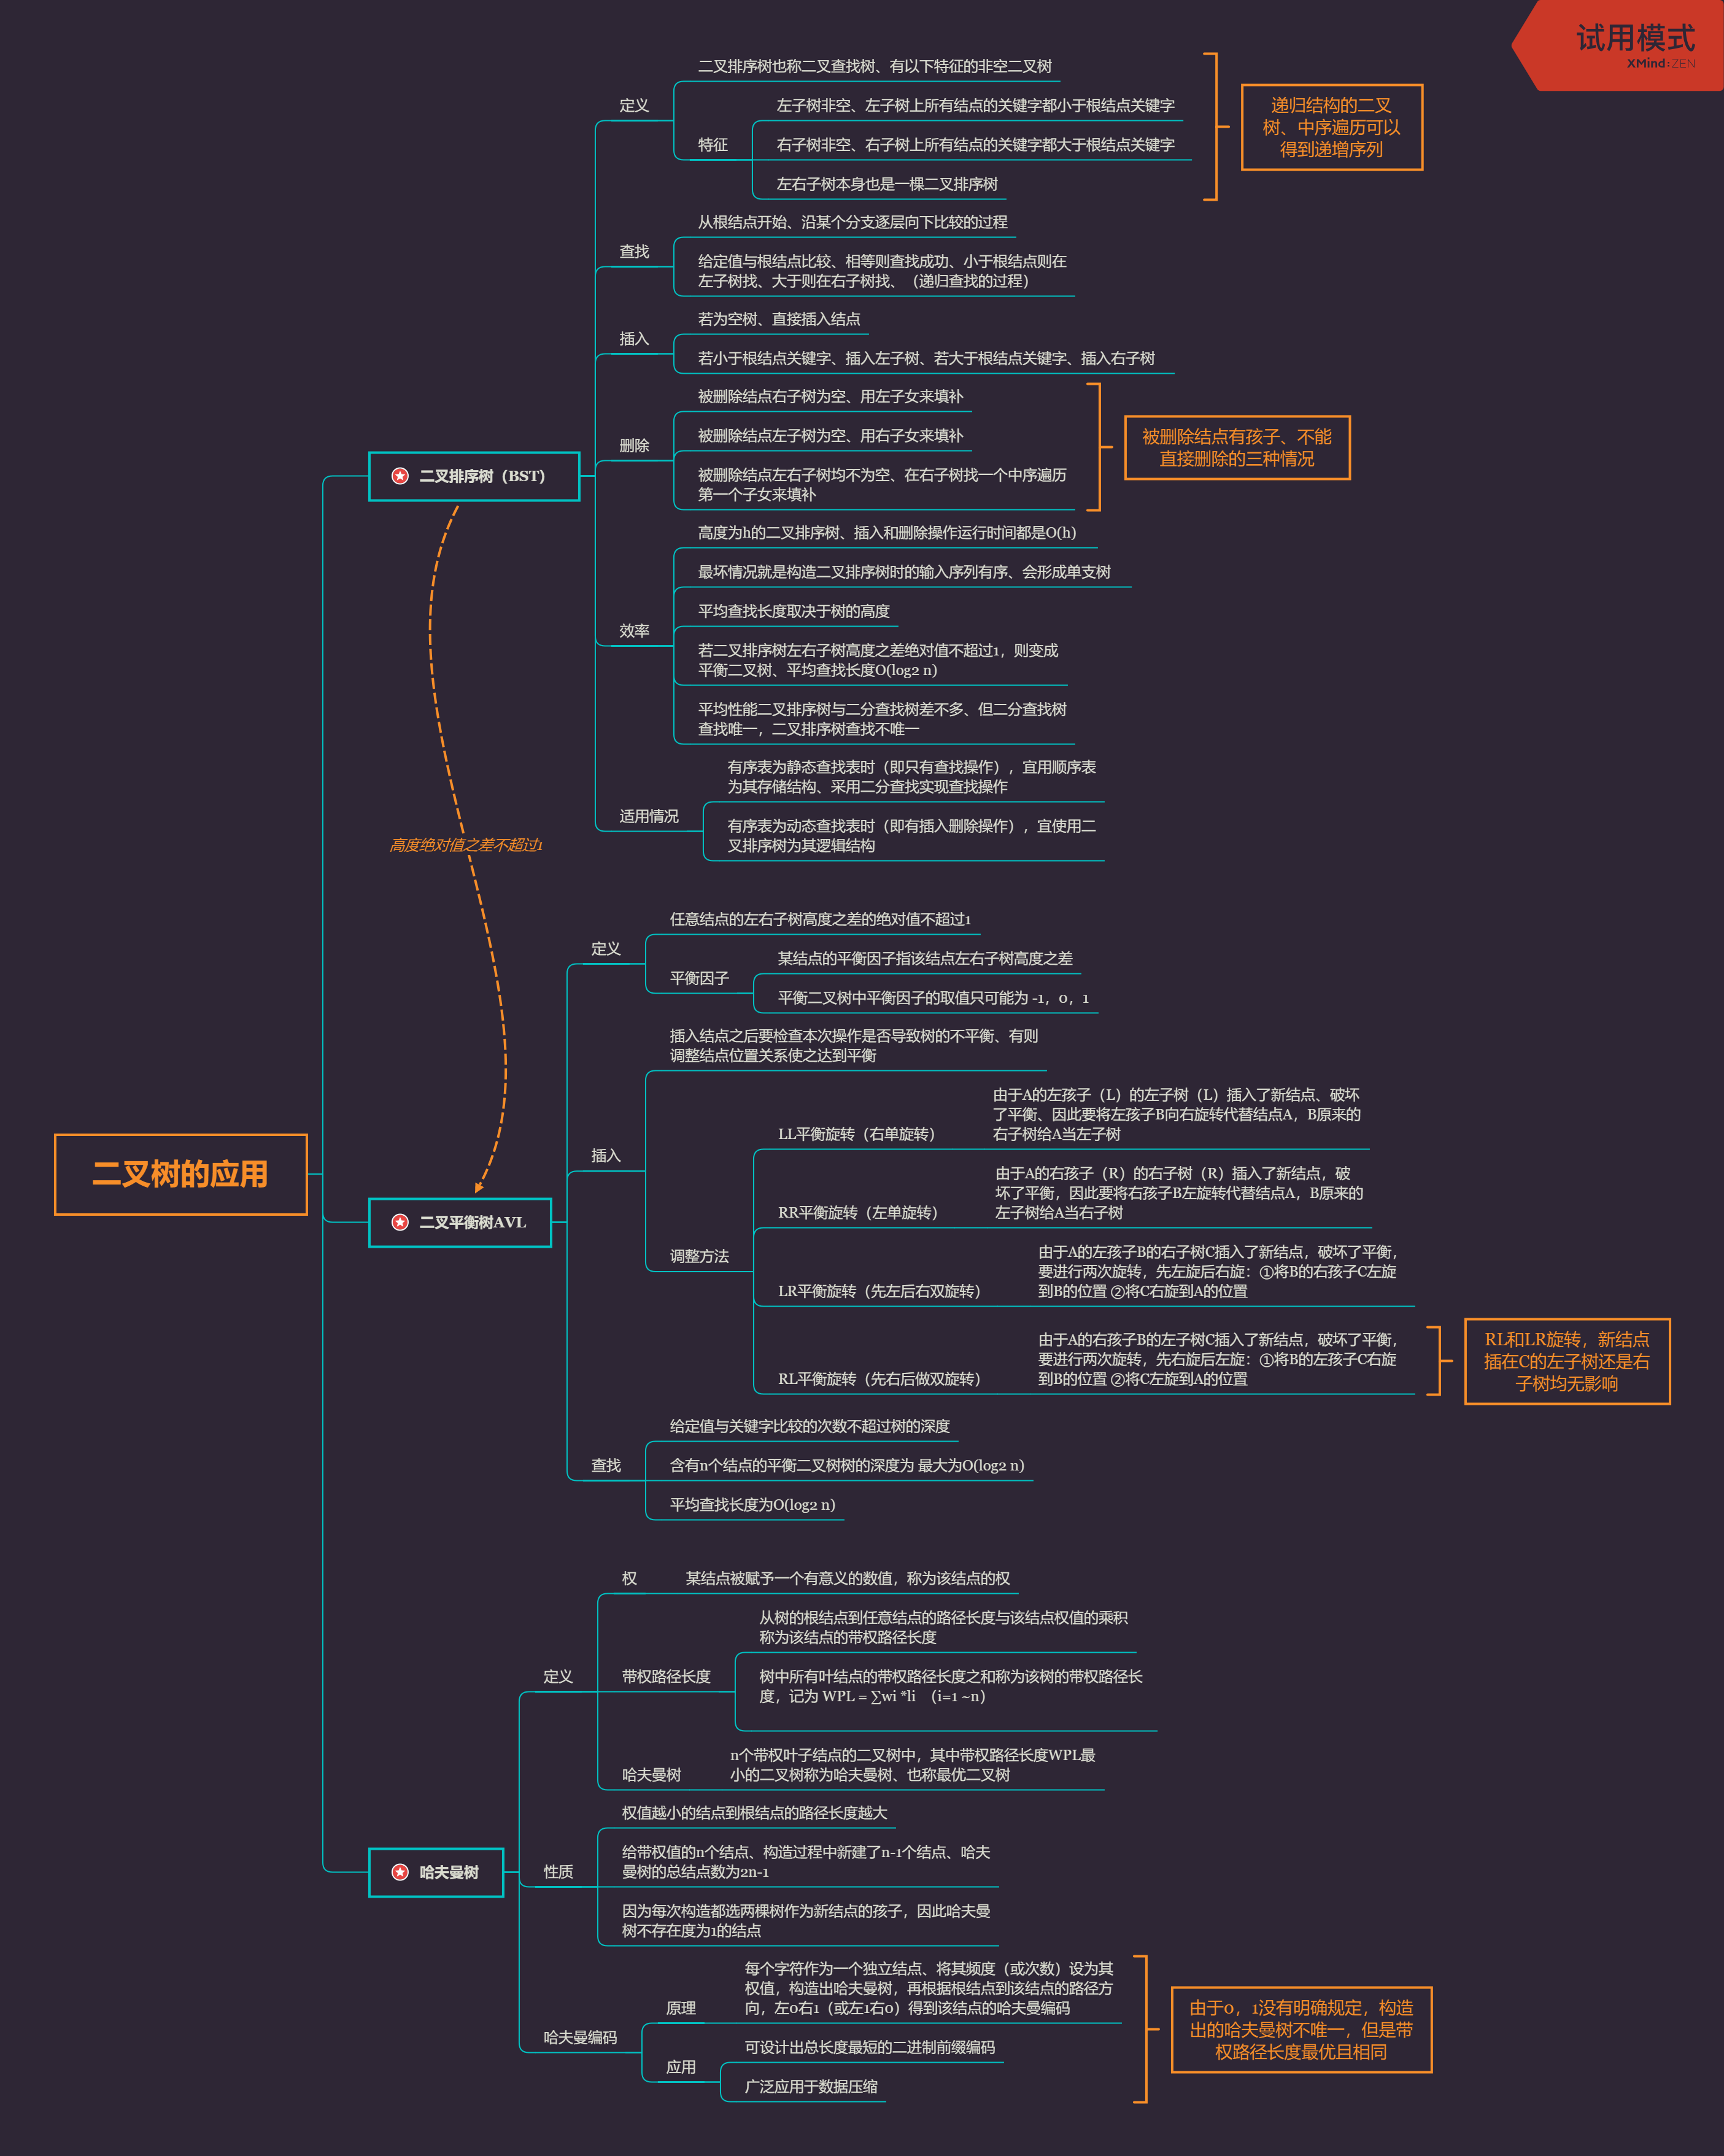 试用模式
XMind:ZEN
二叉树的应用
二叉排序树（BST）
定义
二叉排序树也称二叉查找树、有以下特征的非空二叉树
特征
左子树非空、左子树上所有结点的关键字都小于根结点关键字
右子树非空、右子树上所有结点的关键字都大于根结点关键字
左右子树本身也是一棵二叉排序树
递归结构的二叉
树、中序遍历可以
得到递增序列
查找
从根结点开始、沿某个分支逐层向下比较的过程
给定值与根结点比较、相等则查找成功、小于根结点则在
左子树找、大于则在右子树找、（递归查找的过程）
插入
若为空树、直接插入结点
若小于根结点关键字、插入左子树、若大于根结点关键字、插入右子树
删除
被删除结点右子树为空、用左子女来填补
被删除结点左子树为空、用右子女来填补
被删除结点左右子树均不为空、在右子树找一个中序遍历
第一个子女来填补
被删除结点有孩子、不能
直接删除的三种情况
效率
高度为h的二叉排序树、插入和删除操作运行时间都是O(h)
最坏情况就是构造二叉排序树时的输入序列有序、会形成单支树
平均查找长度取决于树的高度
若二叉排序树左右子树高度之差绝对值不超过1，则变成
平衡二叉树、平均查找长度O(log2 n)
平均性能二叉排序树与二分查找树差不多、但二分查找树
查找唯一，二叉排序树查找不唯一
适用情况
有序表为静态查找表时（即只有查找操作），宜用顺序表
为其存储结构、采用二分查找实现查找操作
有序表为动态查找表时（即有插入删除操作），宜使用二
叉排序树为其逻辑结构
高度绝对值之差不超过1
二叉平衡树AVL
定义
任意结点的左右子树高度之差的绝对值不超过1
平衡因子
某结点的平衡因子指该结点左右子树高度之差
平衡二叉树中平衡因子的取值只可能为 -1，0，1
插入
插入结点之后要检查本次操作是否导致树的不平衡、有则
调整结点位置关系使之达到平衡
调整方法
LL平衡旋转（右单旋转）
由于A的左孩子（L）的左子树（L）插入了新结点、破坏
了平衡、因此要将左孩子B向右旋转代替结点A，B原来的
右子树给A当左子树
RR平衡旋转（左单旋转）
由于A的右孩子（R）的右子树（R）插入了新结点，破
坏了平衡，因此要将右孩子B左旋转代替结点A，B原来的
左子树给A当右子树
LR平衡旋转（先左后右双旋转）
由于A的左孩子B的右子树C插入了新结点，破坏了平衡，
要进行两次旋转，先左旋后右旋：①将B的右孩子C左旋
到B的位置 ②将C右旋到A的位置
RL平衡旋转（先右后做双旋转）
由于A的右孩子B的左子树C插入了新结点，破坏了平衡，
要进行两次旋转，先右旋后左旋：①将B的左孩子C右旋
到B的位置 ②将C左旋到A的位置
RL和LR旋转，新结点
插在C的左子树还是右
子树均无影响
查找
给定值与关键字比较的次数不超过树的深度
含有n个结点的平衡二叉树树的深度为 最大为O(log2 n)
平均查找长度为O(log2 n)
哈夫曼树
定义
权
某结点被赋予一个有意义的数值，称为该结点的权
带权路径长度
从树的根结点到任意结点的路径长度与该结点权值的乘积
称为该结点的带权路径长度
树中所有叶结点的带权路径长度之和称为该树的带权路径长
度，记为 WPL = ∑wi *li （i=1 ~n）
哈夫曼树
n个带权叶子结点的二叉树中，其中带权路径长度WPL最
小的二叉树称为哈夫曼树、也称最优二叉树
性质
权值越小的结点到根结点的路径长度越大
给带权值的n个结点、构造过程中新建了n-1个结点、哈夫
曼树的总结点数为2n-1
因为每次构造都选两棵树作为新结点的孩子，因此哈夫曼
树不存在度为1的结点
哈夫曼编码
原理
每个字符作为一个独立结点、将其频度（或次数）设为其
权值，构造出哈夫曼树，再根据根结点到该结点的路径方
向，左0右1（或左1右0）得到该结点的哈夫曼编码
应用
可设计出总长度最短的二进制前缀编码
广泛应用于数据压缩
由于0，1没有明确规定，构造
出的哈夫曼树不唯一，但是带
权路径长度最优且相同